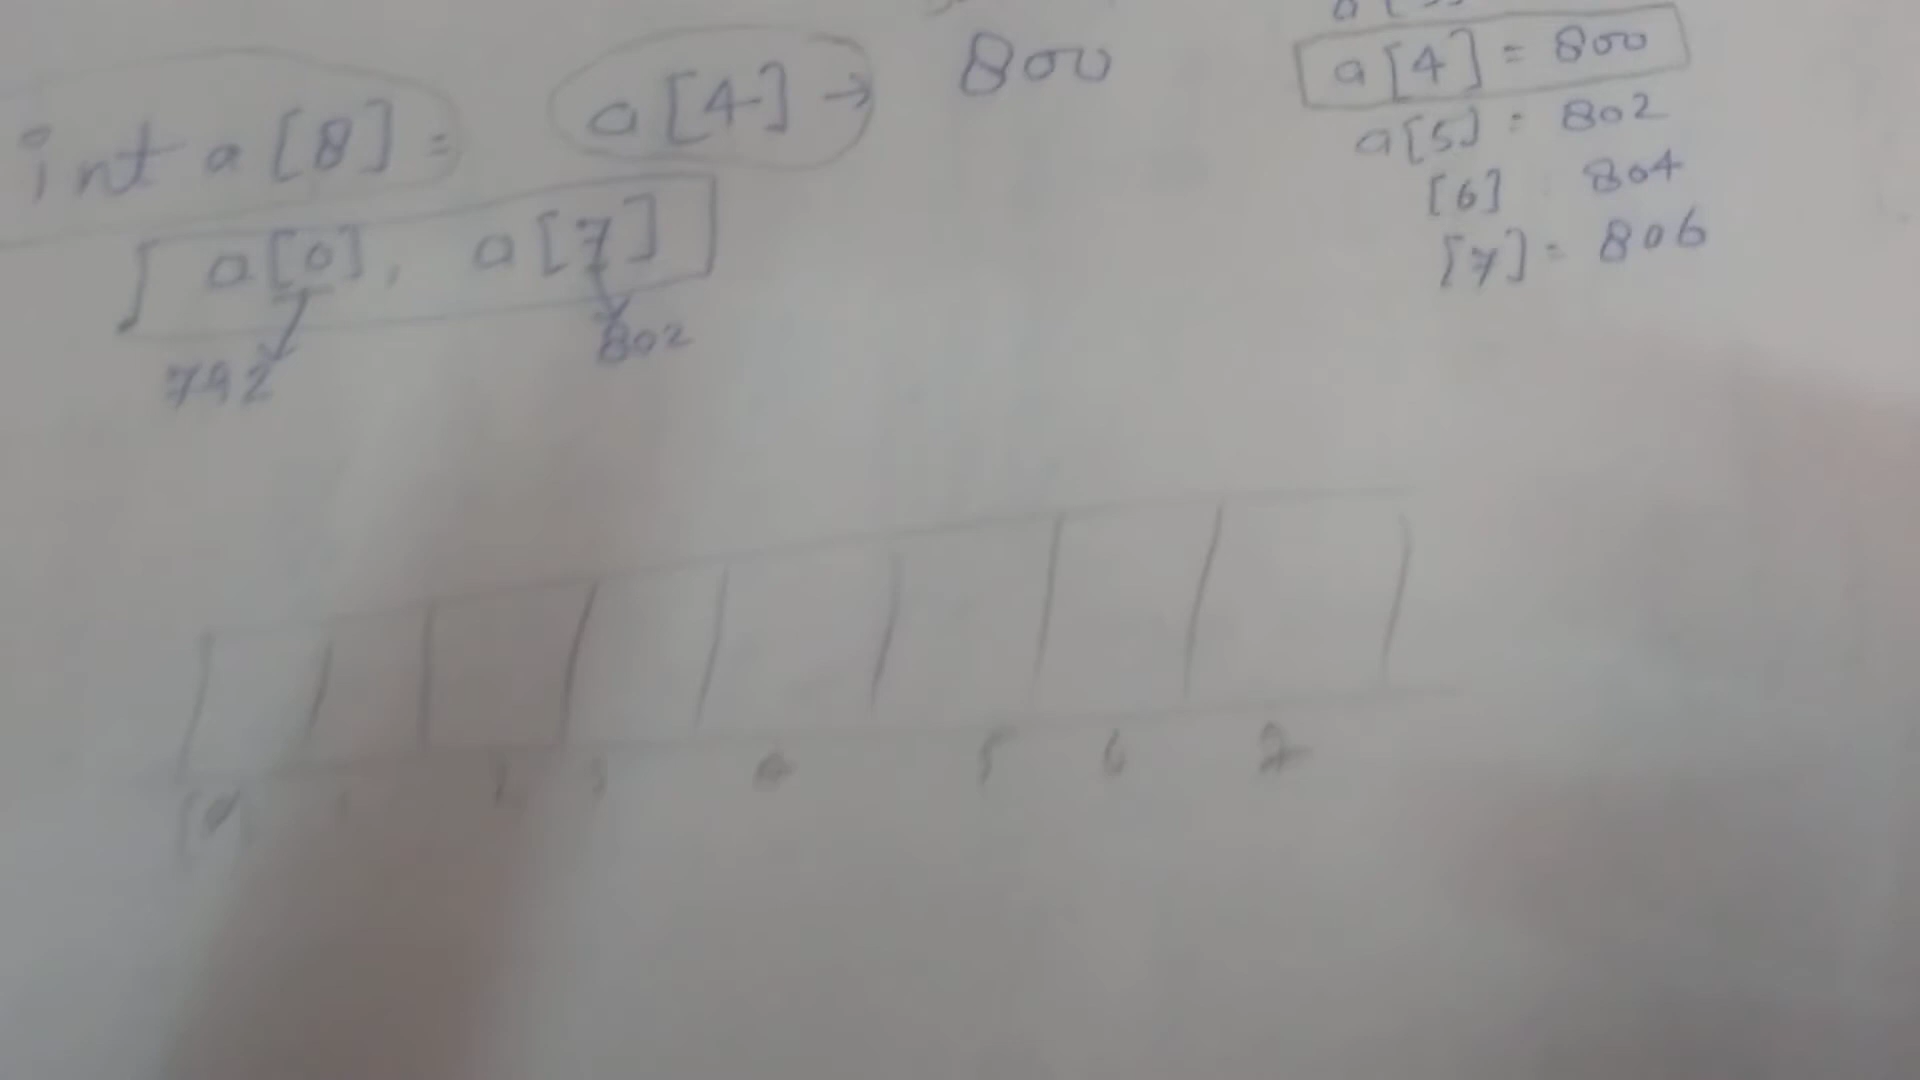 int a[8] =
a[4] → 800
a[0], a[7]
792
802
a[4] = 800
a[5] = 802
[6] 804
[7] = 806
5 6 7